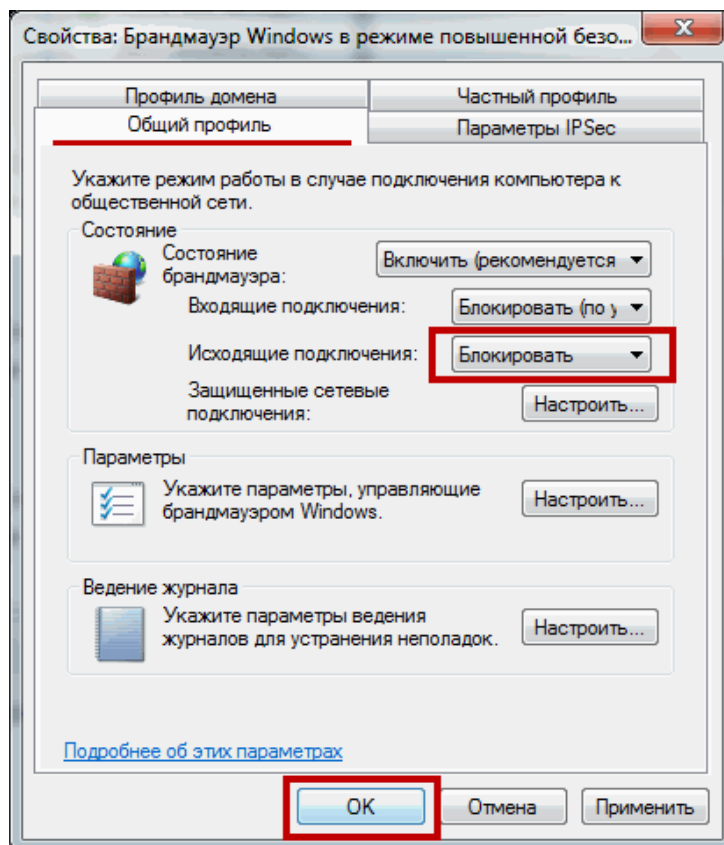 Свойства: Брандмауэр Windows в режиме повышенной безо...
Профиль домена
Частный профиль
Общий профиль
Параметры IPSec
Укажите режим работы в случае подключения компьютера к
общественной сети.
Состояние
Состояние
брандмауэра:
Включить (рекомендуется
Входящие подключения:
Блокировать (по у
Исходящие подключения:
Блокировать
Защищенные сетевые
подключения:
Настроить...
Параметры
Укажите параметры, управляющие
брандмауэром Windows.
Настроить...
Ведение журнала
Укажите параметры ведения
журналов для устранения неполадок.
Настроить...
Подробнее об этих параметрах
ОК
Отмена
Применить